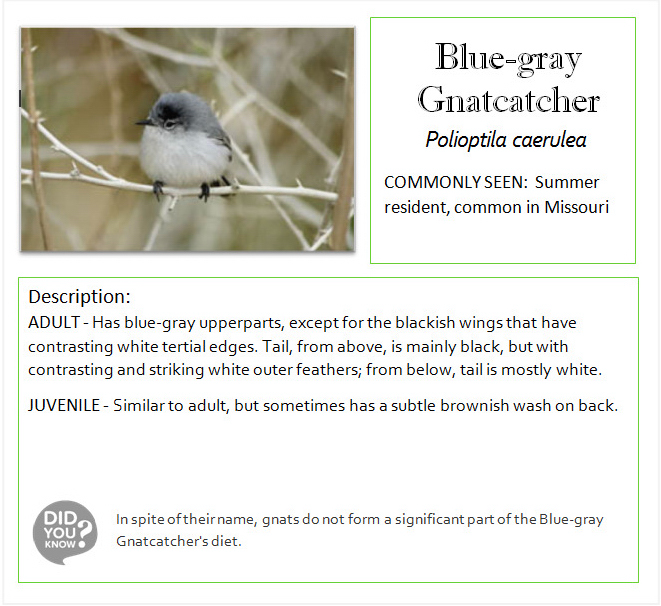 Blue-gray
Gnatcatcher
Polioptila caerulea
COMMONLY SEEN: Summer
resident, common in Missouri
Description:
ADULT - Has blue-gray upperparts, except for the blackish wings that have
contrasting white tertial edges. Tail, from above, is mainly black, but with
contrasting and striking white outer feathers; from below, tail is mostly white.
JUVENILE - Similar to adult, but sometimes has a subtle brownish wash on back.
DID
YOU
KNOW?
In spite of their name, gnats do not form a significant part of the Blue-gray
Gnatcatcher's diet.